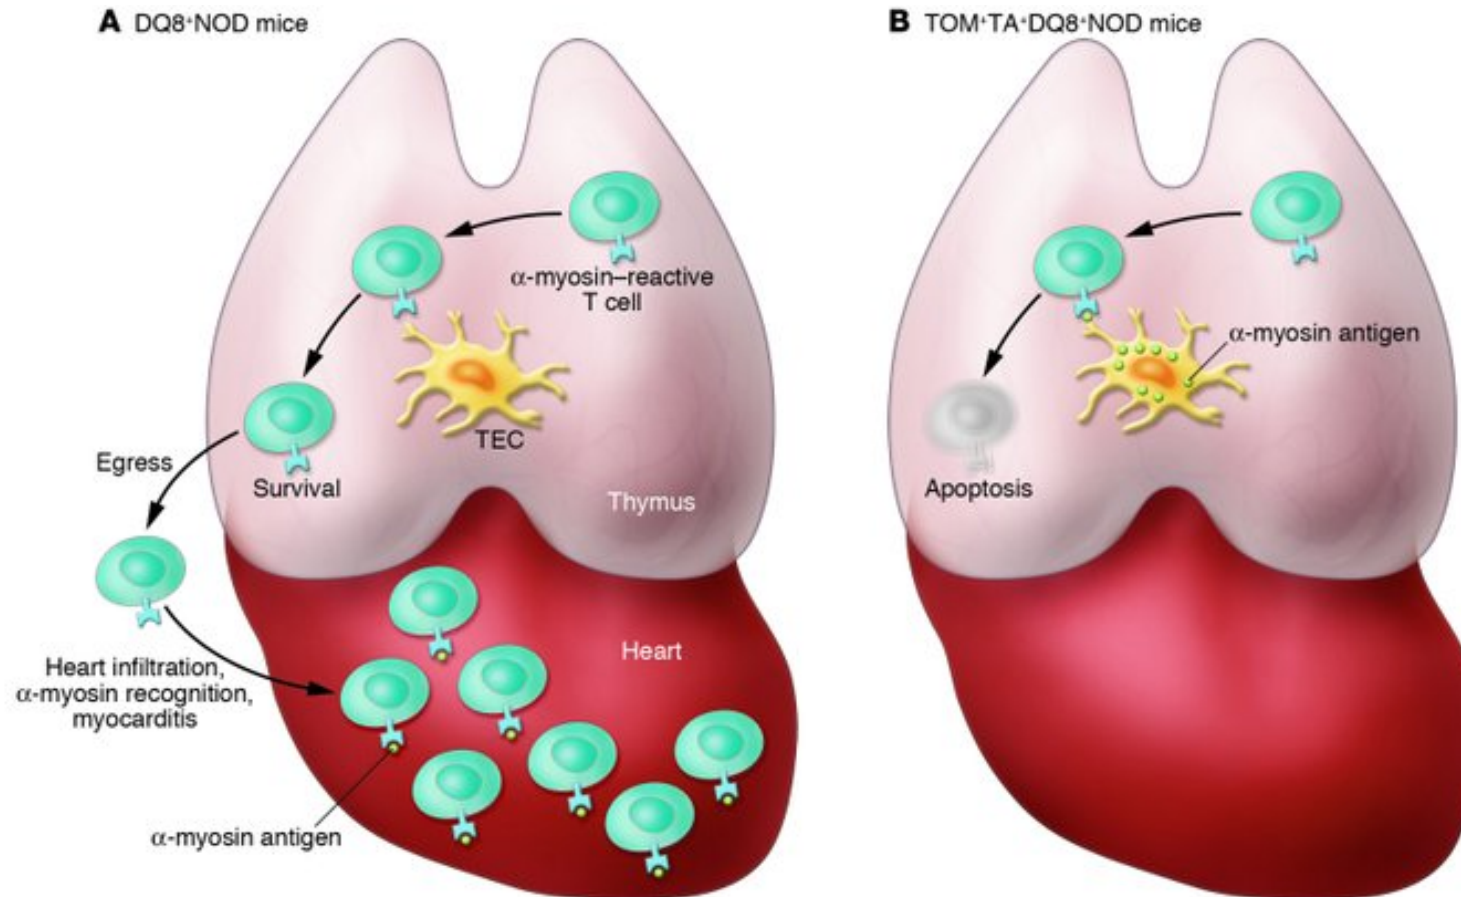 A DQ8⁺NOD mice
α-myosin–reactive
T cell
TEC
Egress
Survival
Thymus
Heart
Heart infiltration,
α-myosin recognition,
myocarditis
α-myosin antigen
B TOM⁺TA⁺DQ8⁺NOD mice
α-myosin antigen
Apoptosis